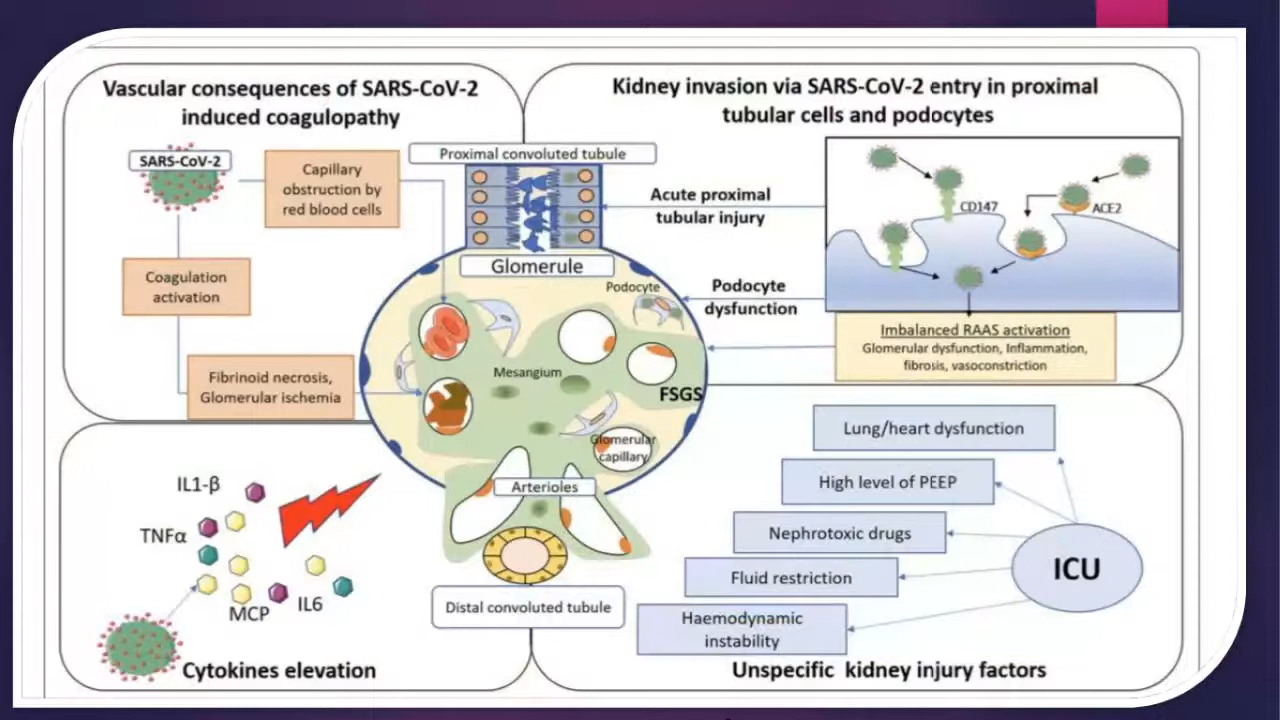 Vascular consequences of SARS-CoV-2
induced coagulopathy
SARS-CoV-2
Capillary
obstruction by
red blood cells
Coagulation
activation
Fibrinoid necrosis,
Glomerular ischemia
Kidney invasion via SARS-CoV-2 entry in proximal
tubular cells and podocytes
Proximal convoluted tubule
Acute proximal
tubular injury
CD147
ACE2
Glomerule
Podocyte
Podocyte
dysfunction
Imbalanced RAAS activation
Glomerular dysfunction, Inflammation,
fibrosis, vasoconstriction
Mesangium
FSGS
Glomerular
capillary
Arterioles
Distal convoluted tubule
IL1-β
TNFα
MCP
IL6
Cytokines elevation
Lung/heart dysfunction
High level of PEEP
Nephrotoxic drugs
Fluid restriction
Haemodynamic
instability
ICU
Unspecific kidney injury factors